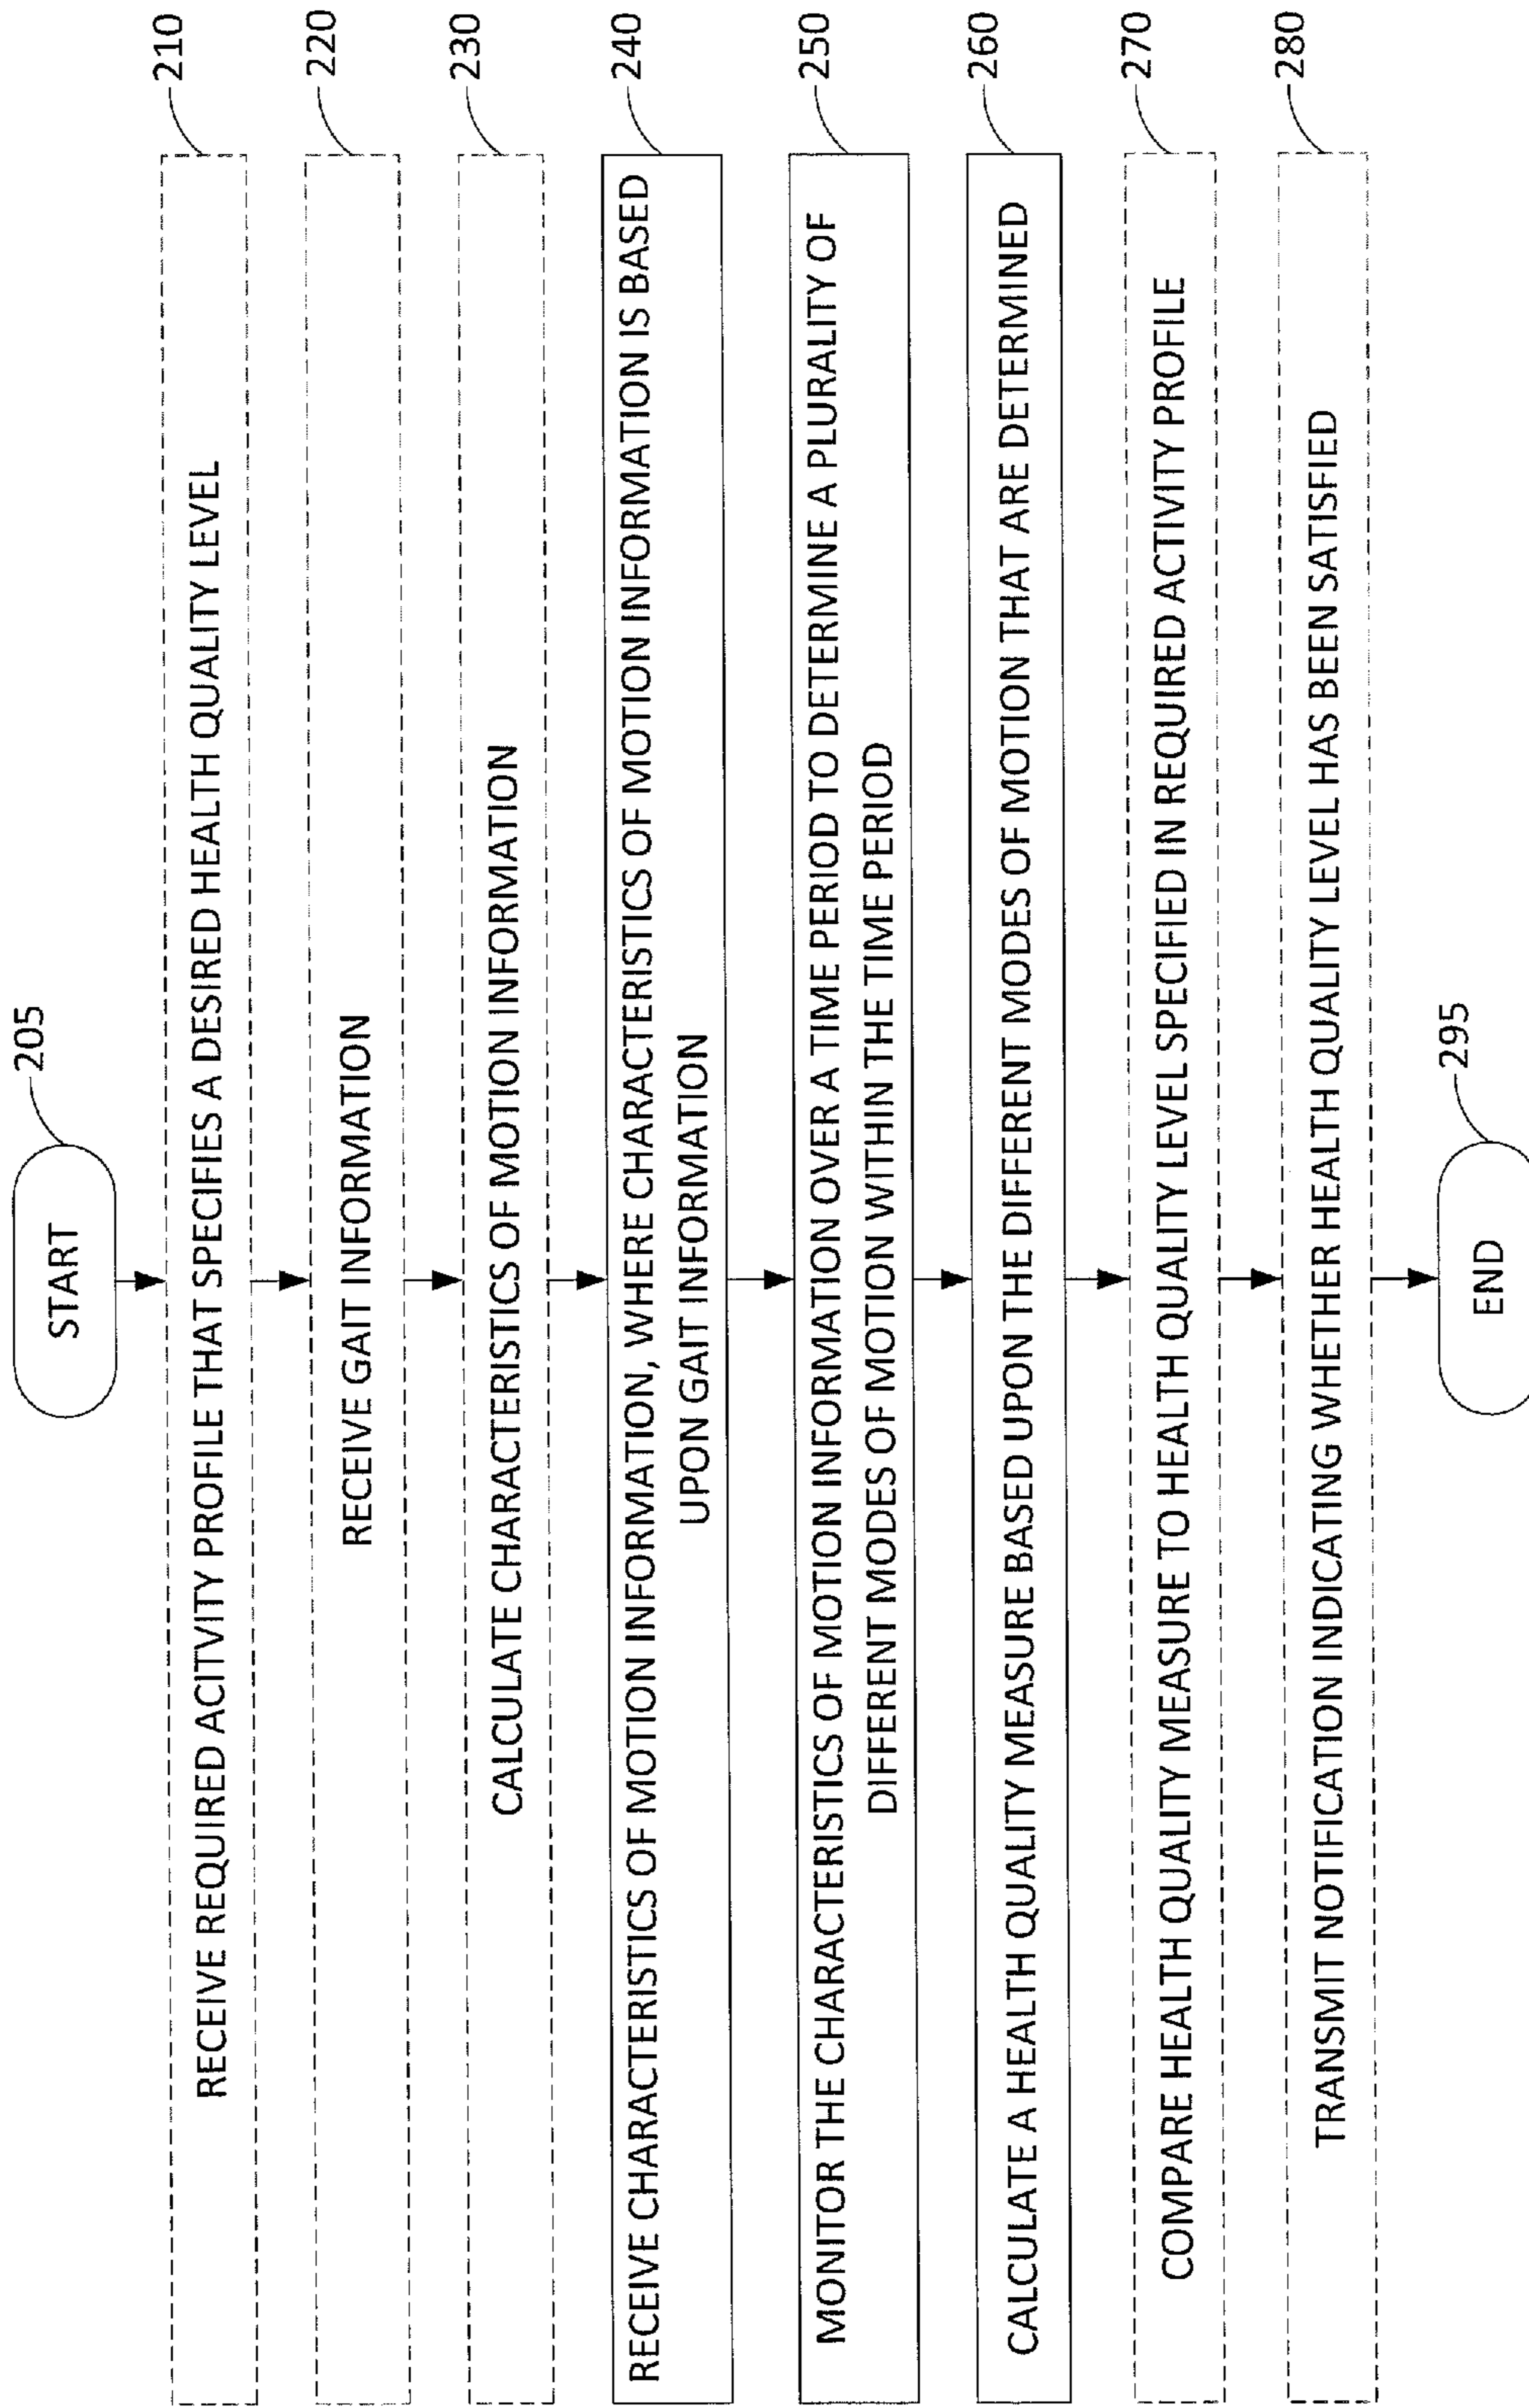 START
205
RECEIVE REQUIRED ACITVITY PROFILE THAT SPECIFIES A DESIRED HEALTH QUALITY LEVEL
210
RECEIVE GAIT INFORMATION
220
CALCULATE CHARACTERISTICS OF MOTION INFORMATION
230
RECEIVE CHARACTERISTICS OF MOTION INFORMATION, WHERE CHARACTERISTICS OF MOTION INFORMATION IS BASED
UPON GAIT INFORMATION
240
MONITOR THE CHARACTERISTICS OF MOTION INFORMATION OVER A TIME PERIOD TO DETERMINE A PLURALITY OF
DIFFERENT MODES OF MOTION WITHIN THE TIME PERIOD
250
CALCULATE A HEALTH QUALITY MEASURE BASED UPON THE DIFFERENT MODES OF MOTION THAT ARE DETERMINED
260
COMPARE HEALTH QUALITY MEASURE TO HEALTH QUALITY LEVEL SPECIFIED IN REQUIRED ACTIVITY PROFILE
270
TRANSMIT NOTIFICATION INDICATING WHETHER HEALTH QUALITY LEVEL HAS BEEN SATISFIED
280
END
295